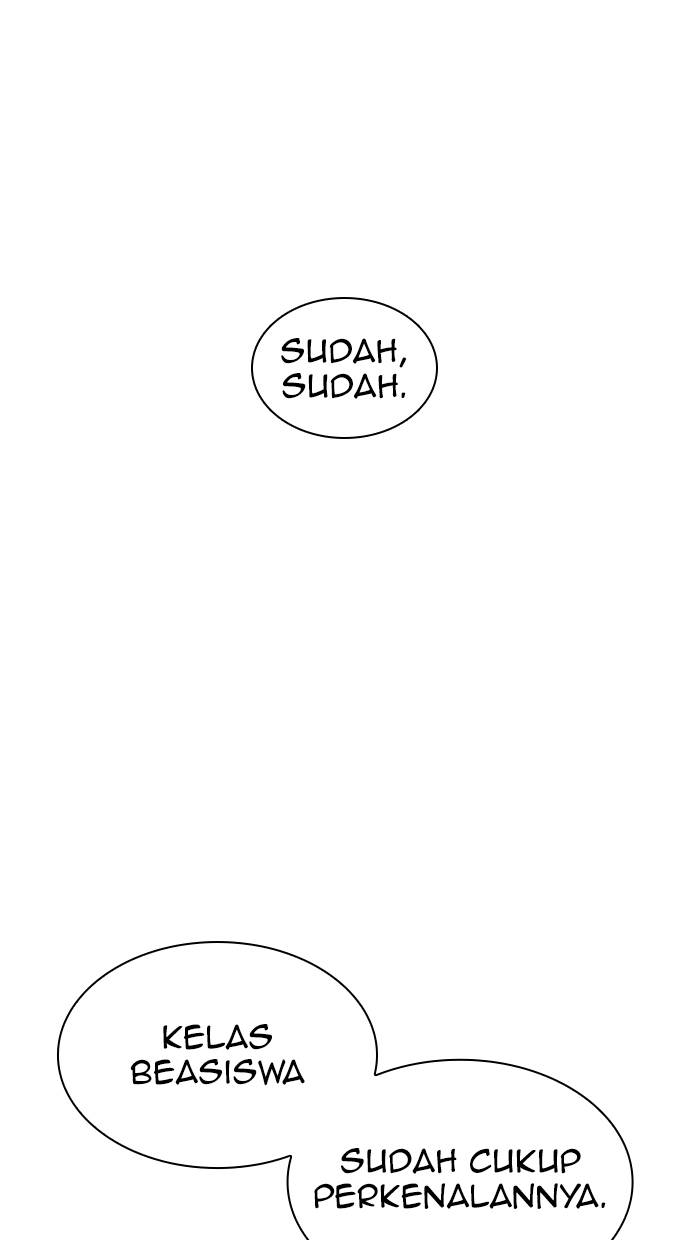 SUDAH,
SUDAH.
KELAS
BEASISWA
SUDAH CUKUP
PERKENALANNYA.